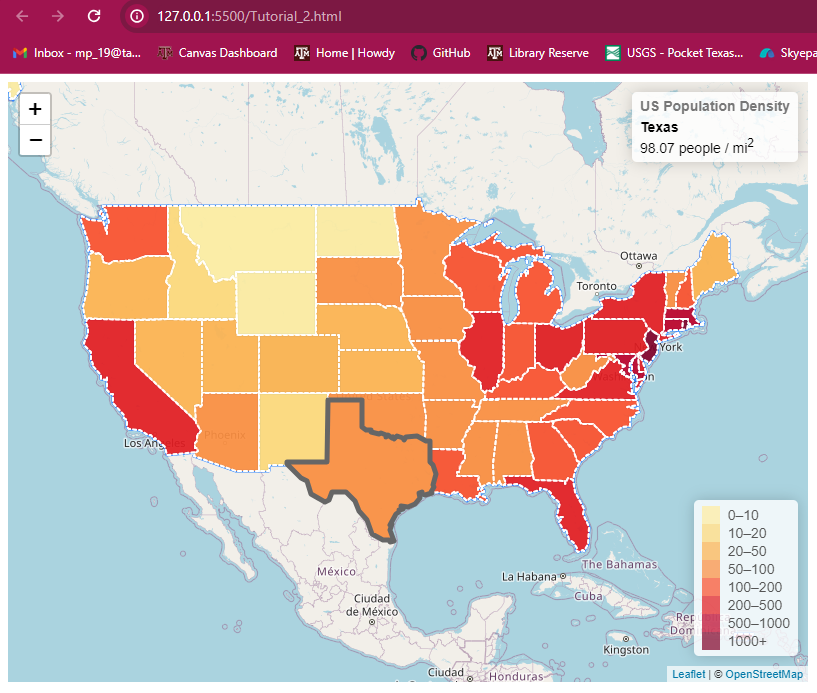 127.0.0.1:5500/Tutorial_2.html
Inbox - mp_19@ta...
Canvas Dashboard
Home | Howdy
GitHub
Library Reserve
USGS - Pocket Texas...
Skyepa
+
−
US Population Density
Texas
98.07 people / mi2
Ottawa
Toronto
York
Los Angeles
Phoenix
La Habana
The Bahamas
México
Cuba
Ciudad
de México
Kingston
Ciudad
Honduras
0–10
10–20
20–50
50–100
100–200
200–500
500–1000
1000+
Leaflet | © OpenStreetMap